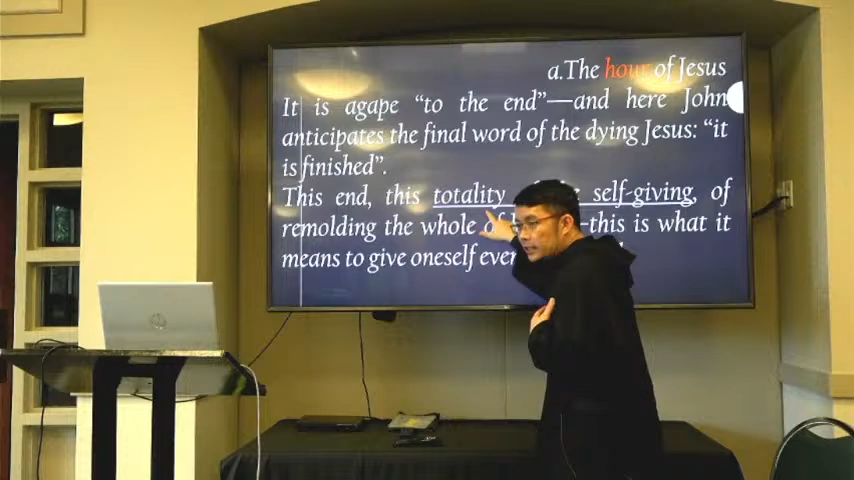 a.The hour of Jesus
It is agape “to the end”—and here John
anticipates the final word of the dying Jesus: “it
is finished”.
This end, this totality self-giving, of
remolding the whole of —this is what it
means to give oneself even
hp